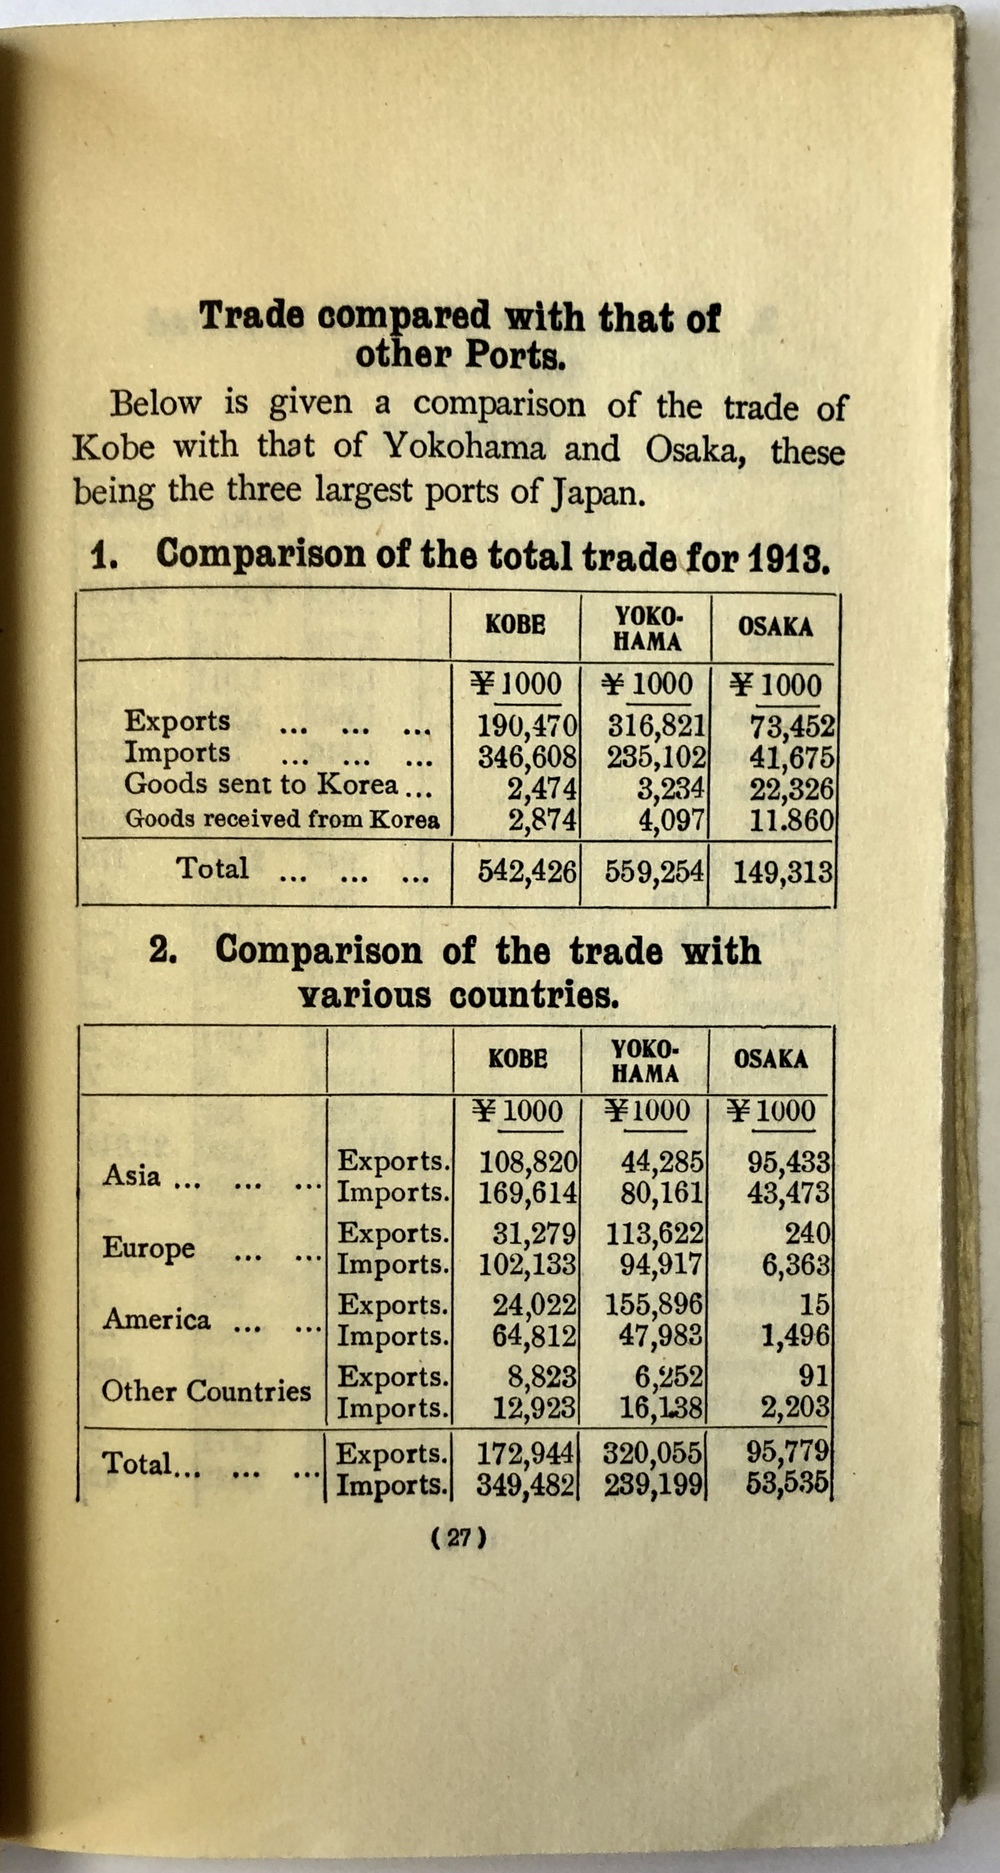 Trade compared with that of
other Ports.
Below is given a comparison of the trade of
Kobe with that of Yokohama and Osaka, these
being the three largest ports of Japan.
1. Comparison of the total trade for 1913.
KOBE YOKO-HAMA OSAKA
¥1000 ¥1000 ¥1000
Exports ... ... ... 190,470 316,821 73,452
Imports ... ... ... 346,608 235,102 41,675
Goods sent to Korea... 2,474 3,234 22,326
Goods received from Korea 2,874 4,097 11.860
Total ... ... ... 542,426 559,254 149,313
2. Comparison of the trade with
various countries.
KOBE YOKO-HAMA OSAKA
¥1000 ¥1000 ¥1000
Asia ... ... ... Exports. 108,820 44,285 95,433
Imports. 169,614 80,161 43,473
Europe ... ... Exports. 31,279 113,622 240
Imports. 102,133 94,917 6,363
America ... ... Exports. 24,022 155,896 15
Imports. 64,812 47,983 1,496
Other Countries Exports. 8,823 6,252 91
Imports. 12,923 16,138 2,203
Total... ... ... Exports. 172,944 320,055 95,779
Imports. 349,482 239,199 53,535
(27)